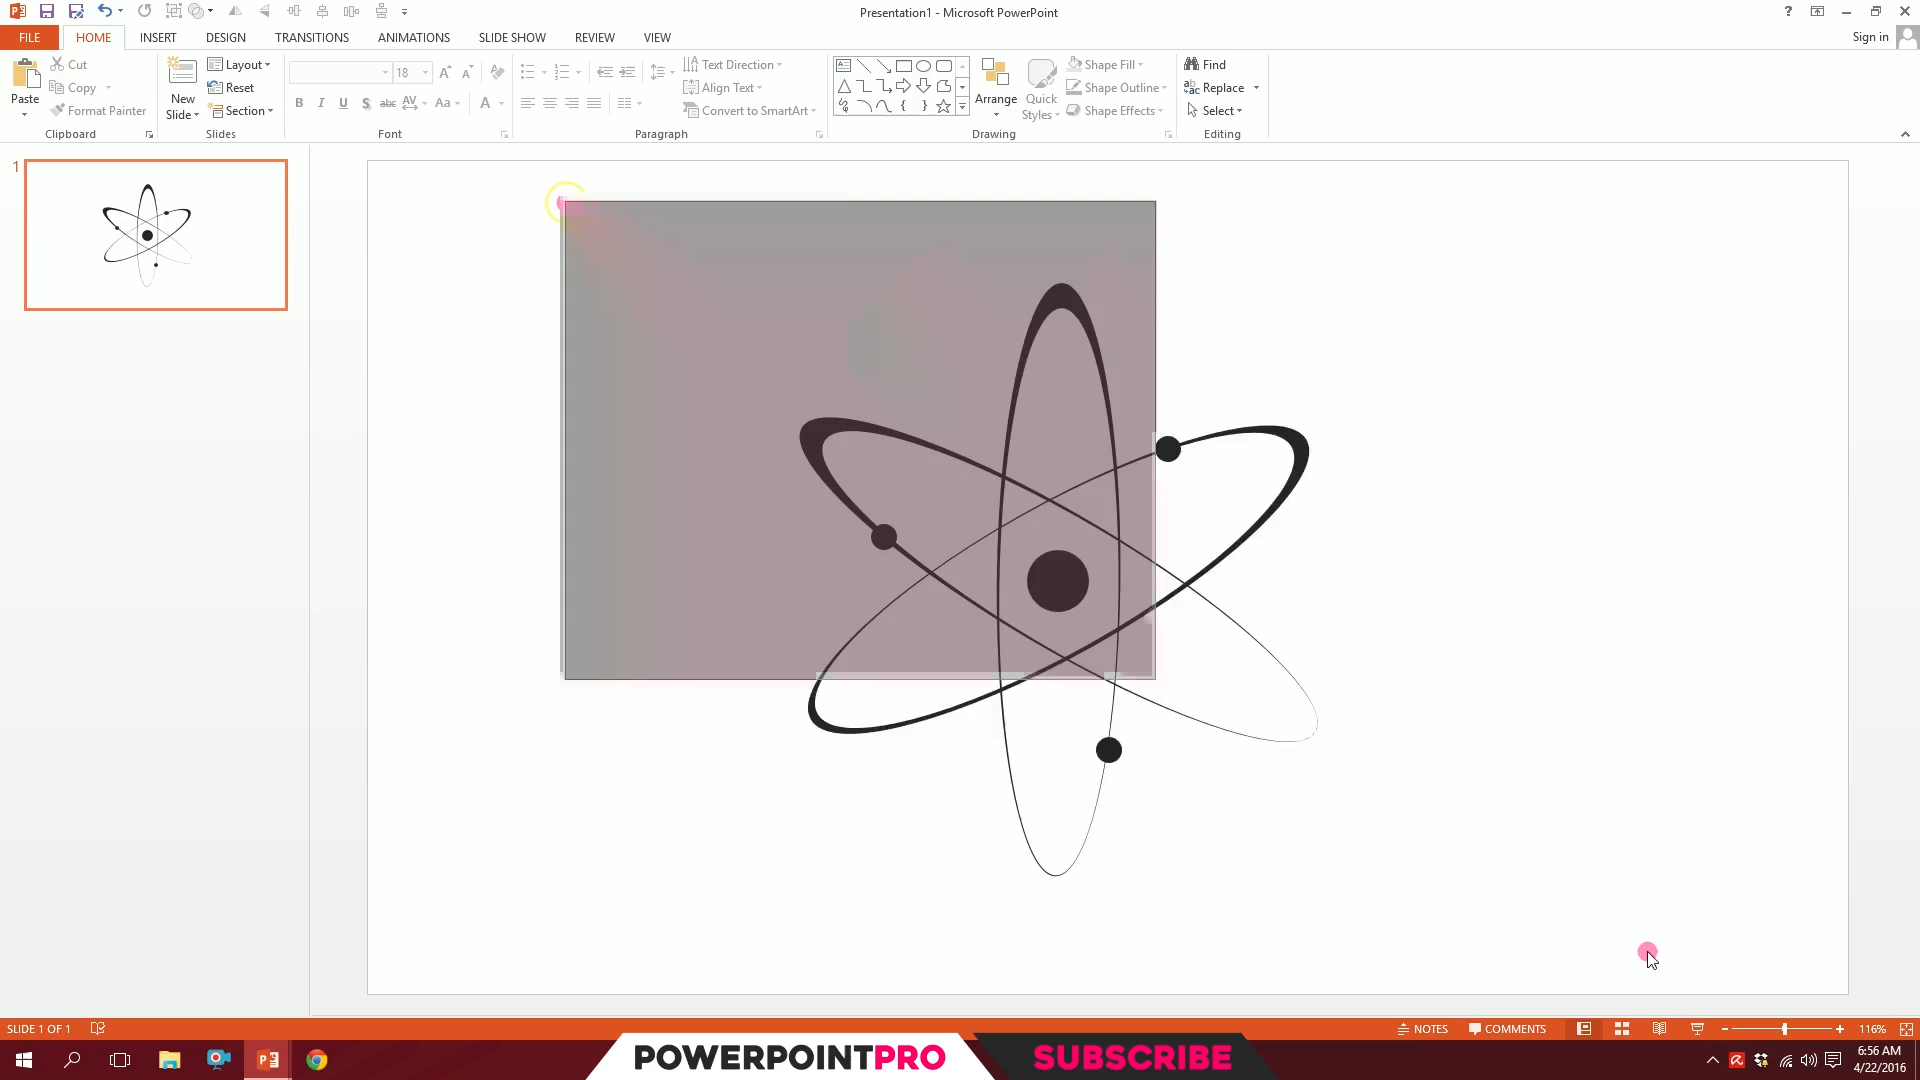 Presentation1 - Microsoft PowerPoint
?
FILE HOME INSERT DESIGN TRANSITIONS ANIMATIONS SLIDE SHOW REVIEW VIEW
Sign in
Paste
Cut
Copy
Format Painter
Clipboard
New Slide
Layout
Reset
Section
Slides
18
B I U S abc AV Aa A
Font
Text Direction
Align Text
Convert to SmartArt
Paragraph
Arrange
Quick Styles
Shape Fill
Shape Outline
Shape Effects
Drawing
Find
Replace
Select
Editing
1
SLIDE 1 OF 1
NOTES
COMMENTS
116%
POWERPOINTPRO
SUBSCRIBE
6:56 AM
4/22/2016